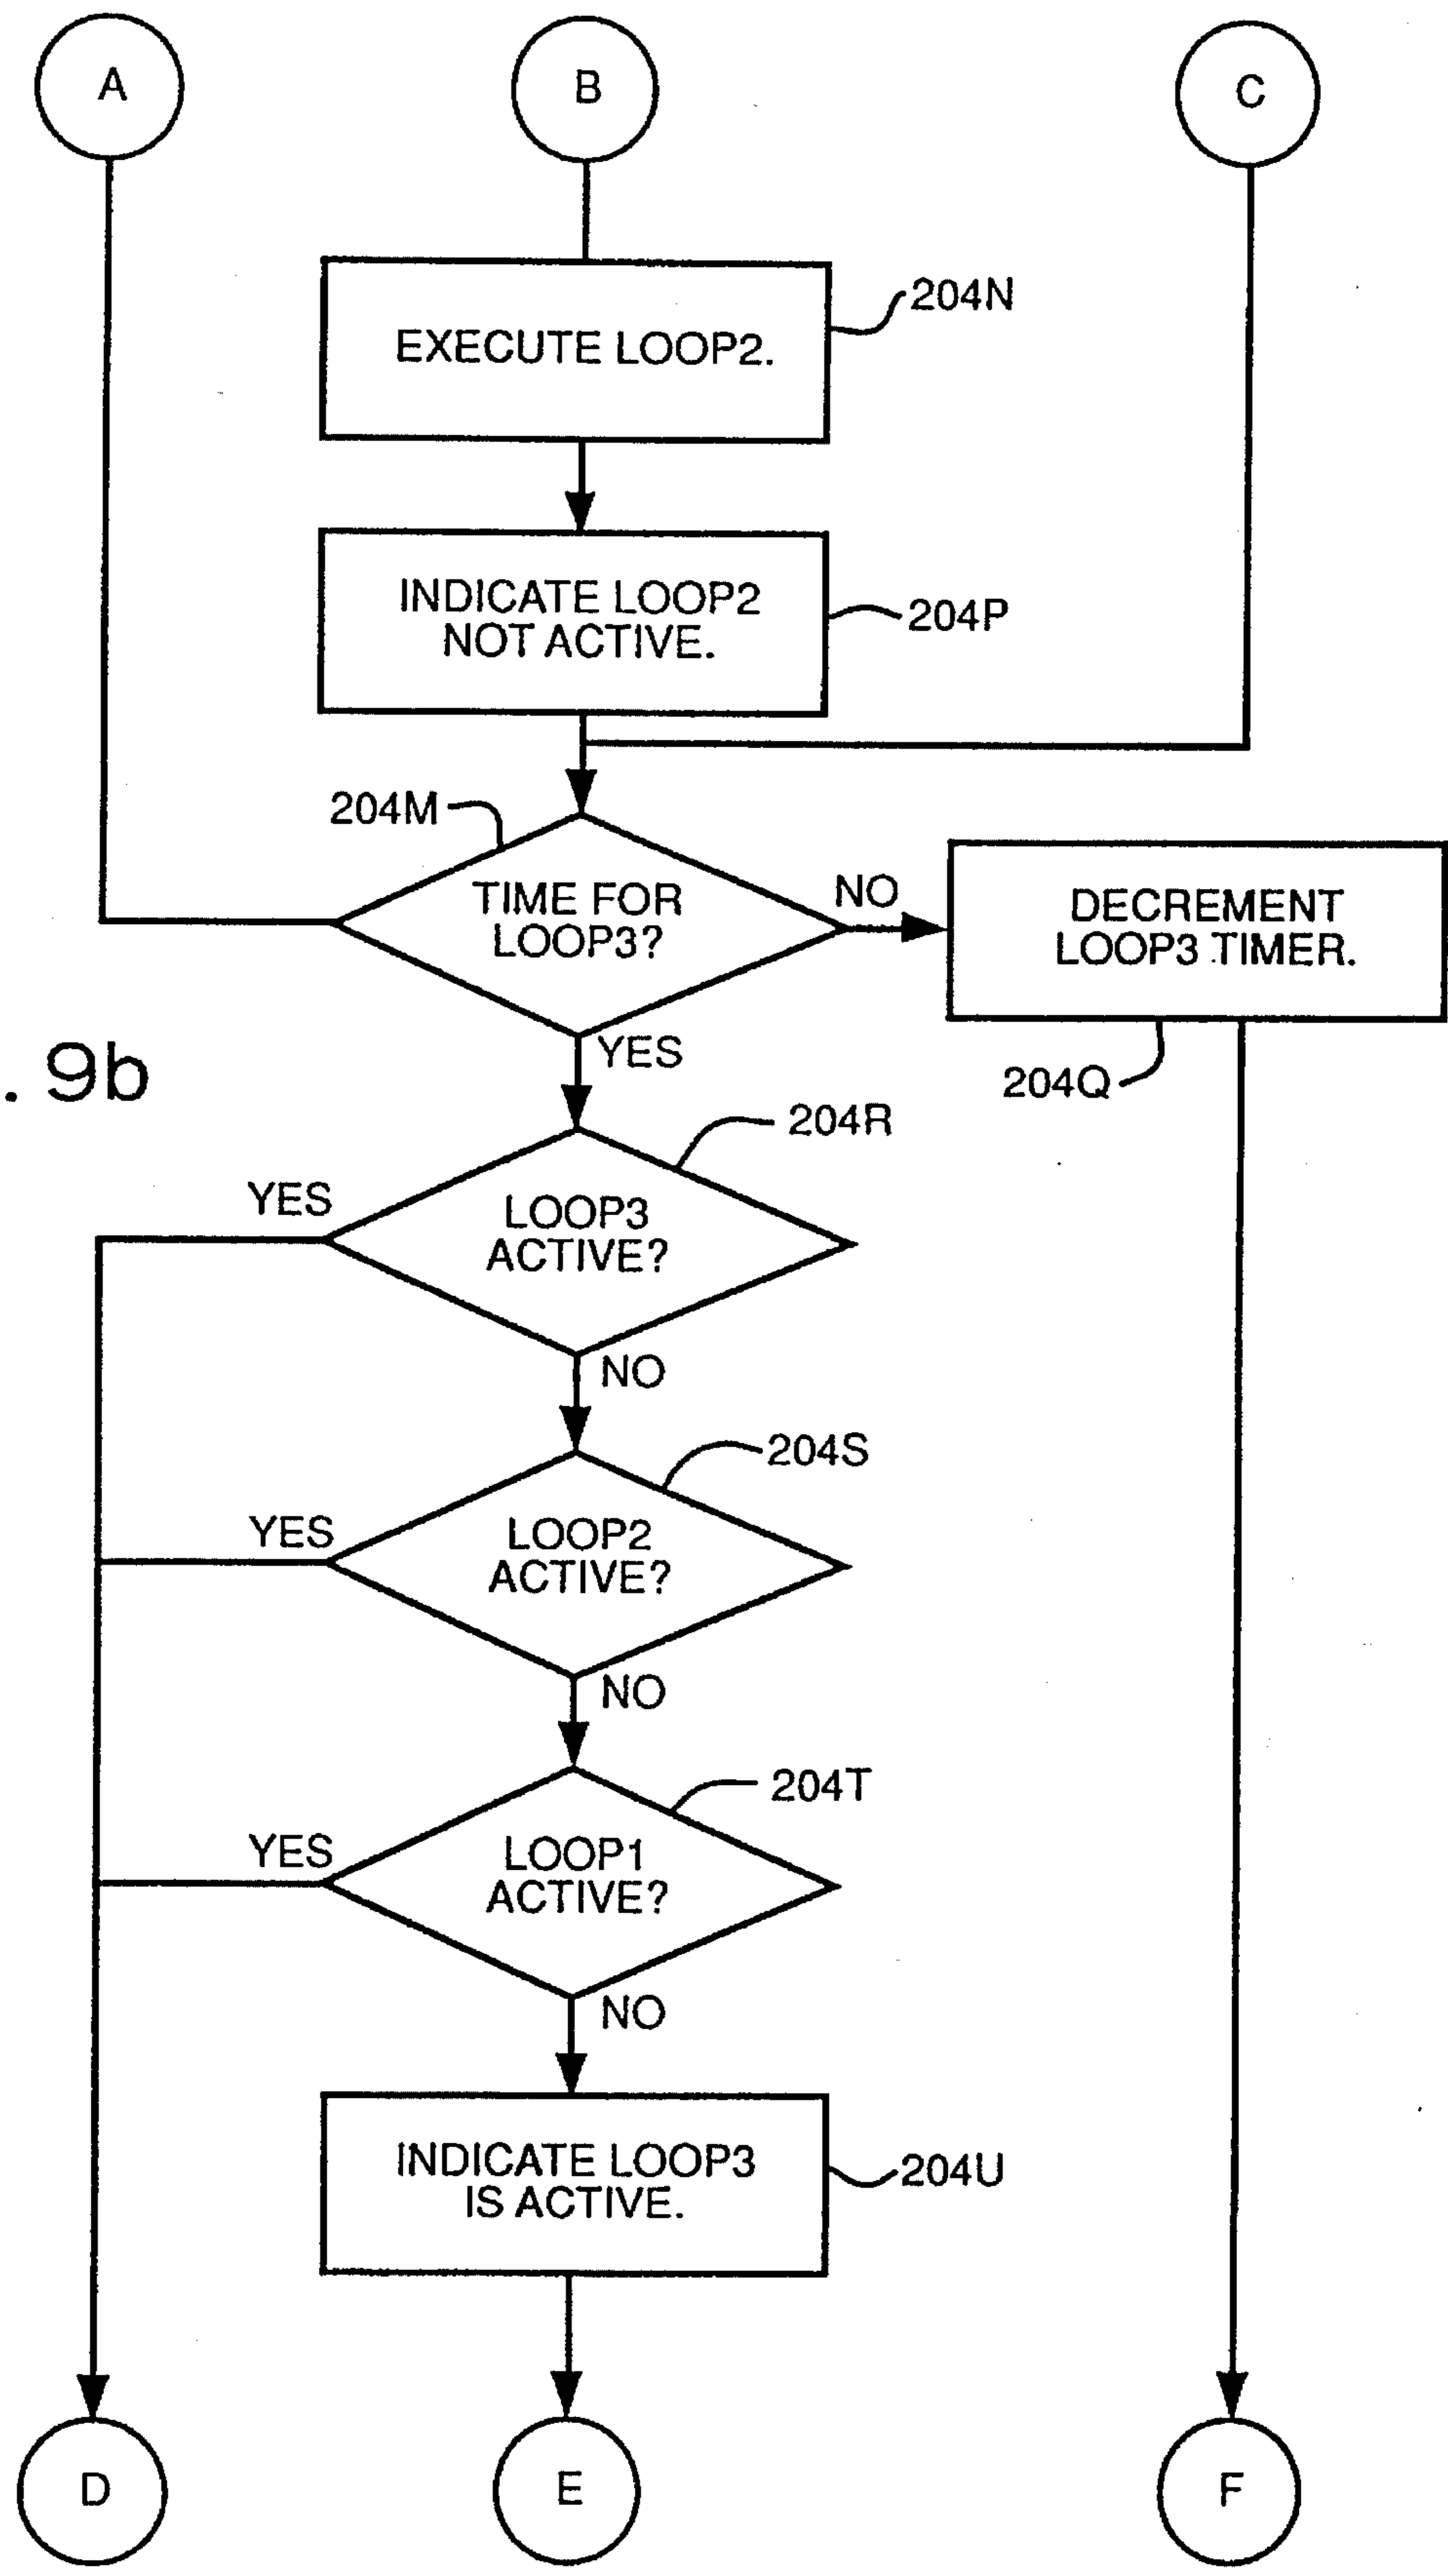 A
B
C
204N
EXECUTE LOOP2.
INDICATE LOOP2
NOT ACTIVE.
204P
204M
TIME FOR
LOOP3?
NO
DECREMENT
LOOP3 TIMER.
YES
204Q
. 9b
204R
YES
LOOP3
ACTIVE?
NO
204S
YES
LOOP2
ACTIVE?
NO
204T
YES
LOOP1
ACTIVE?
NO
INDICATE LOOP3
IS ACTIVE.
204U
D
E
F